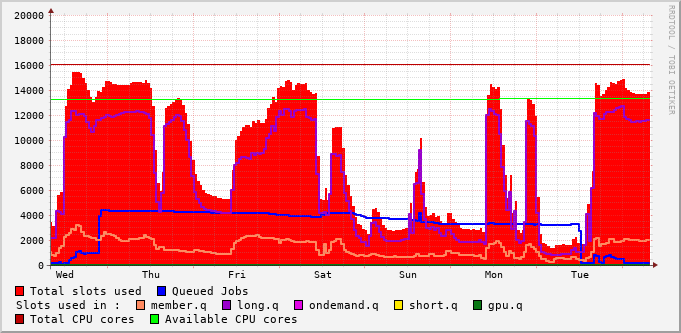 20000
18000
16000
14000
12000
10000
8000
6000
4000
2000
0
Wed Thu Fri Sat Sun Mon Tue
RRDTOOL / TOBI OETIKER
Total slots used Queued Jobs
Slots used in : member.q long.q ondemand.q short.q gpu.q
Total CPU cores Available CPU cores